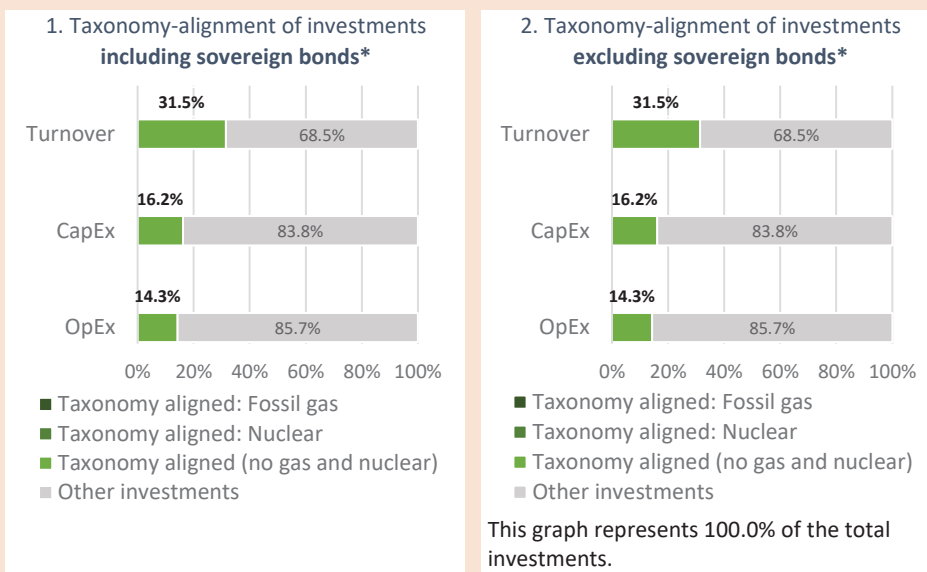 1. Taxonomy-alignment of investments
including sovereign bonds*
31.5%
Turnover
68.5%
16.2%
CapEx
83.8%
14.3%
OpEx
85.7%
0% 20% 40% 60% 80% 100%
Taxonomy aligned: Fossil gas
Taxonomy aligned: Nuclear
Taxonomy aligned (no gas and nuclear)
Other investments
2. Taxonomy-alignment of investments
excluding sovereign bonds*
31.5%
Turnover
68.5%
16.2%
CapEx
83.8%
14.3%
OpEx
85.7%
0% 20% 40% 60% 80% 100%
Taxonomy aligned: Fossil gas
Taxonomy aligned: Nuclear
Taxonomy aligned (no gas and nuclear)
Other investments
This graph represents 100.0% of the total
investments.